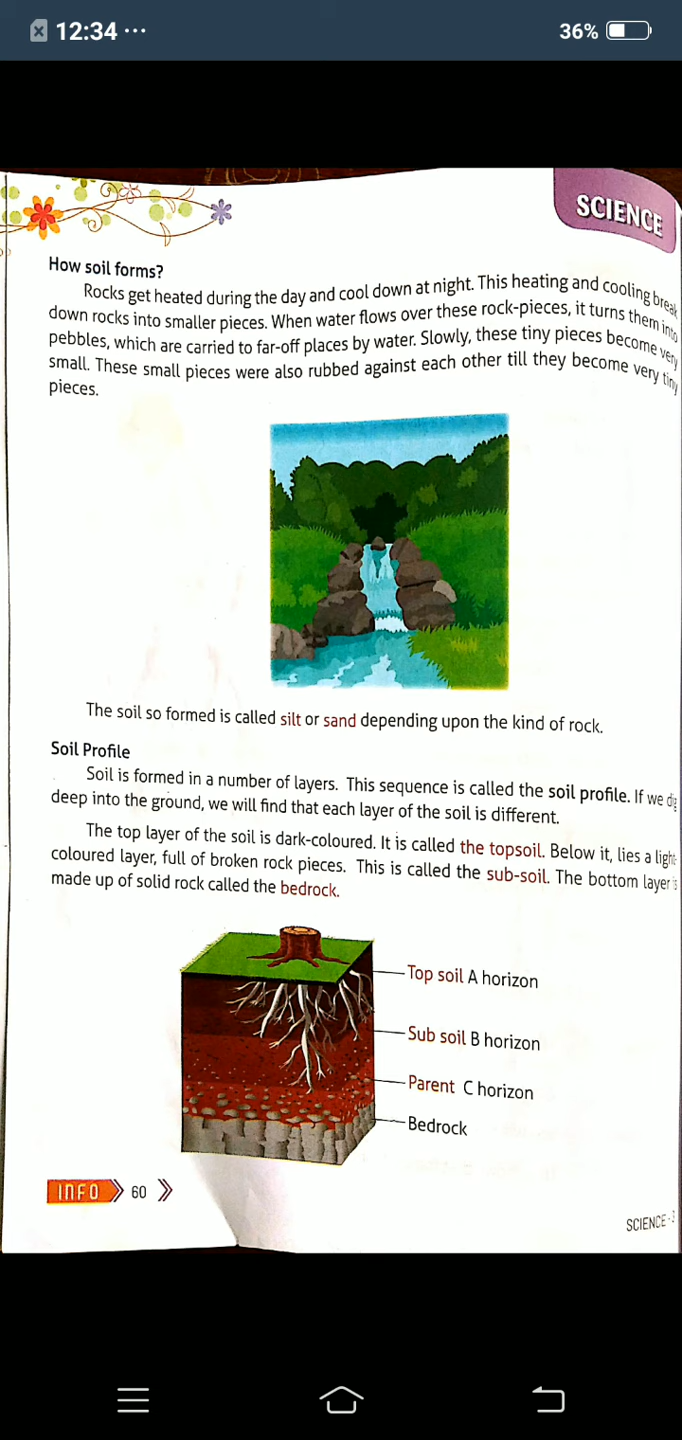 12:34 ...
36%
SCIENCE
How soil forms?
Rocks get heated during the day and cool down at night. This heating and cooling break
down rocks into smaller pieces. When water flows over these rock-pieces, it turns them into
pebbles, which are carried to far-off places by water. Slowly, these tiny pieces become very
small. These small pieces were also rubbed against each other till they become very tiny
pieces.
The soil so formed is called silt or sand depending upon the kind of rock.
Soil Profile
Soil is formed in a number of layers. This sequence is called the soil profile. If we dig
deep into the ground, we will find that each layer of the soil is different.
The top layer of the soil is dark-coloured. It is called the topsoil. Below it, lies a light-
coloured layer, full of broken rock pieces. This is called the sub-soil. The bottom layer is
made up of solid rock called the bedrock.
Top soil A horizon
Sub soil B horizon
Parent C horizon
Bedrock
INFO 60
SCIENCE-3